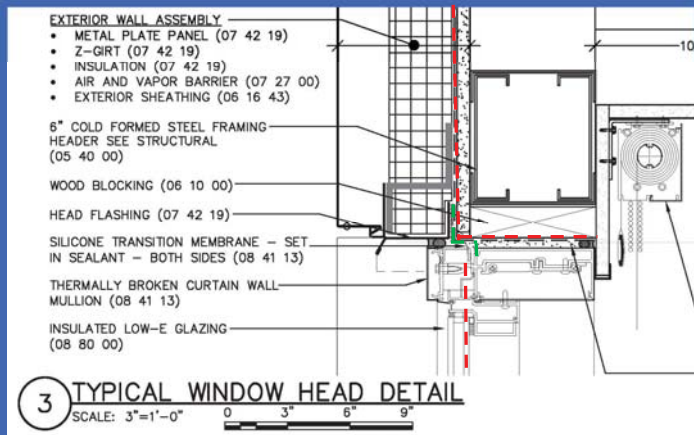 EXTERIOR WALL ASSEMBLY
• METAL PLATE PANEL (07 42 19)
• Z-GIRT (07 42 19)
• INSULATION (07 42 19)
• AIR AND VAPOR BARRIER (07 27 00)
• EXTERIOR SHEATHING (06 16 43)
6" COLD FORMED STEEL FRAMING
HEADER SEE STRUCTURAL
(05 40 00)
WOOD BLOCKING (06 10 00)
HEAD FLASHING (07 42 19)
SILICONE TRANSITION MEMBRANE – SET
IN SEALANT – BOTH SIDES (08 41 13)
THERMALLY BROKEN CURTAIN WALL
MULLION (08 41 13)
INSULATED LOW-E GLAZING
(08 80 00)
10
3 TYPICAL WINDOW HEAD DETAIL
SCALE: 3"=1'-0" 0 3" 6" 9"